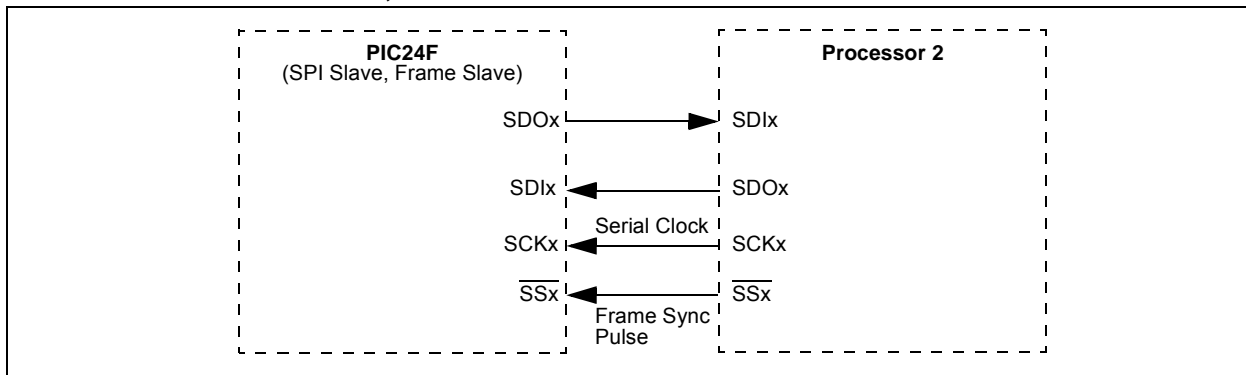 PIC24F
(SPI Slave, Frame Slave)
Processor 2
SDOx
SDIx
SDIx
SDOx
Serial Clock
SCKx
SCKx
SSx
SSx
Frame Sync
Pulse